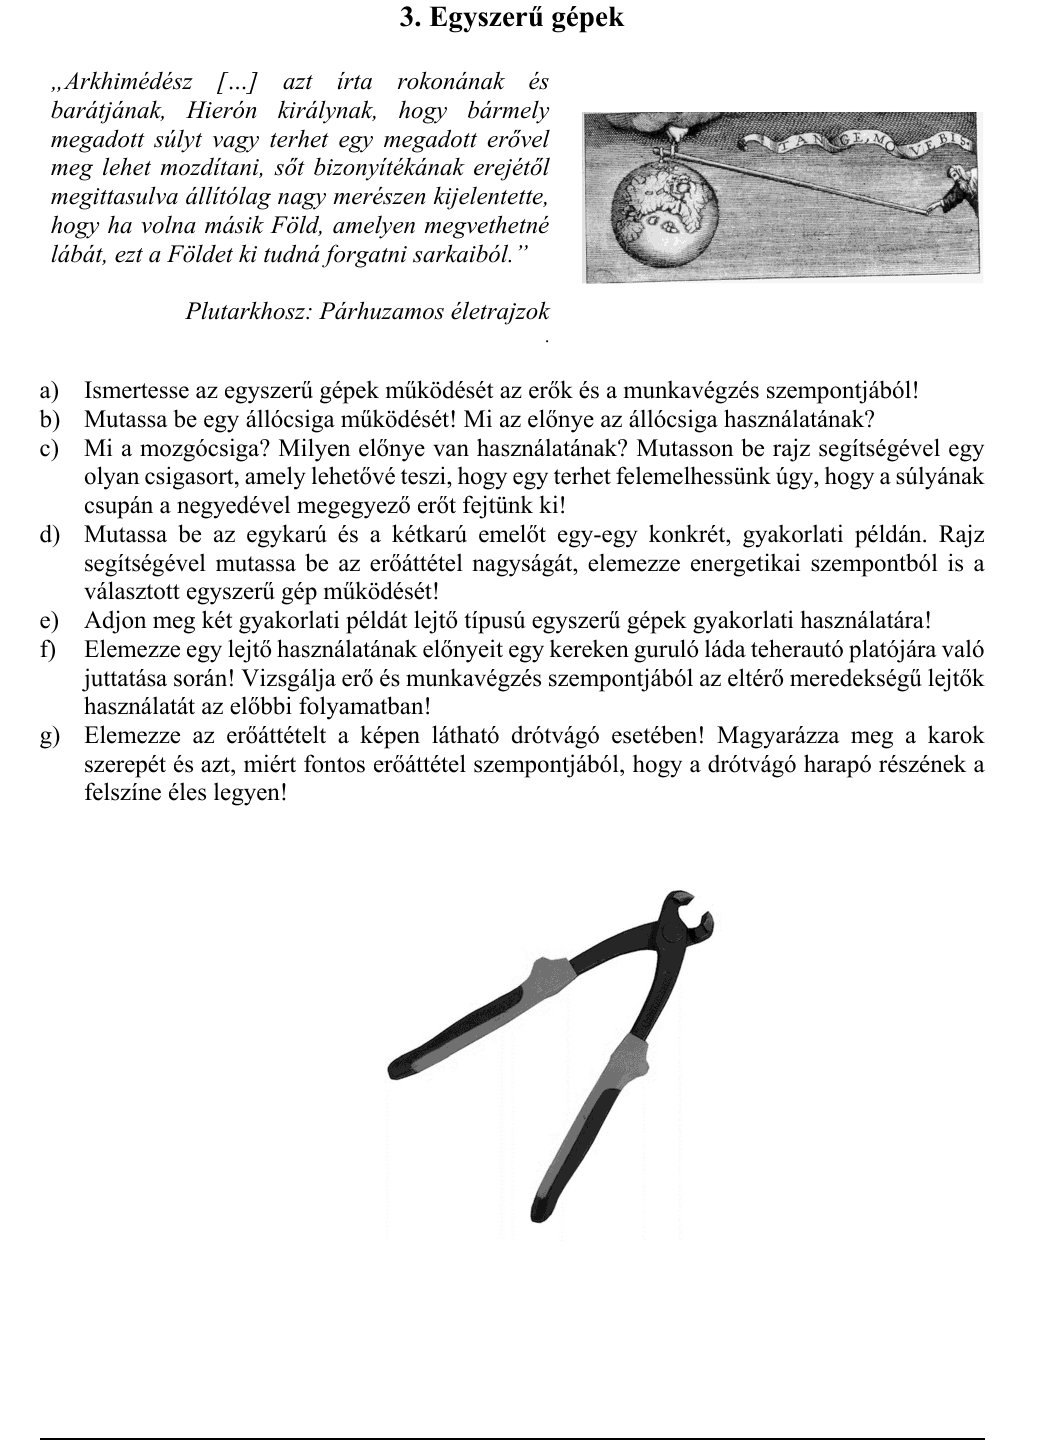 3. Egyszerű gépek
„Arkhimédész […] azt írta rokonának és
barátjának, Hierón királynak, hogy bármely
megadott súlyt vagy terhet egy megadott erővel
meg lehet mozdítani, sőt bizonyítékának erejétől
megittasulva állítólag nagy merészen kijelentette,
hogy ha volna másik Föld, amelyen megvethetné
lábát, ezt a Földet ki tudná forgatni sarkaiból.”
Plutarkhosz: Párhuzamos életrajzok
.
a) Ismertesse az egyszerű gépek működését az erők és a munkavégzés szempontjából!
b) Mutassa be egy állócsiga működését! Mi az előnye az állócsiga használatának?
c) Mi a mozgócsiga? Milyen előnye van használatának? Mutasson be rajz segítségével egy
olyan csigasort, amely lehetővé teszi, hogy egy terhet felemelhessünk úgy, hogy a súlyának
csupán a negyedével megegyező erőt fejtünk ki!
d) Mutassa be az egykarú és a kétkarú emelőt egy-egy konkrét, gyakorlati példán. Rajz
segítségével mutassa be az erőáttétel nagyságát, elemezze energetikai szempontból is a
választott egyszerű gép működését!
e) Adjon meg két gyakorlati példát lejtő típusú egyszerű gépek gyakorlati használatára!
f) Elemezze egy lejtő használatának előnyeit egy kereken guruló láda teherautó platójára való
juttatása során! Vizsgálja erő és munkavégzés szempontjából az eltérő meredekségű lejtők
használatát az előbbi folyamatban!
g) Elemezze az erőáttételt a képen látható drótvágó esetében! Magyarázza meg a karok
szerepét és azt, miért fontos erőáttétel szempontjából, hogy a drótvágó harapó részének a
felszíne éles legyen!